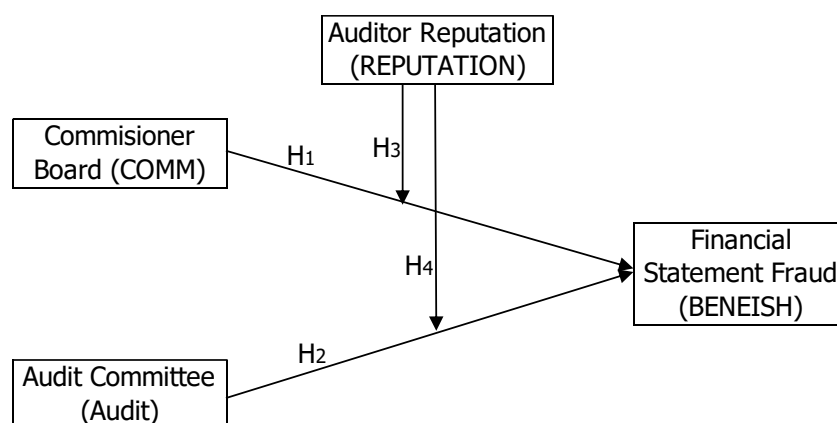 Auditor Reputation
(REPUTATION)
Commisioner
Board (COMM)
H1
H3
Financial
Statement Fraud
(BENEISH)
H4
H2
Audit Committee
(Audit)